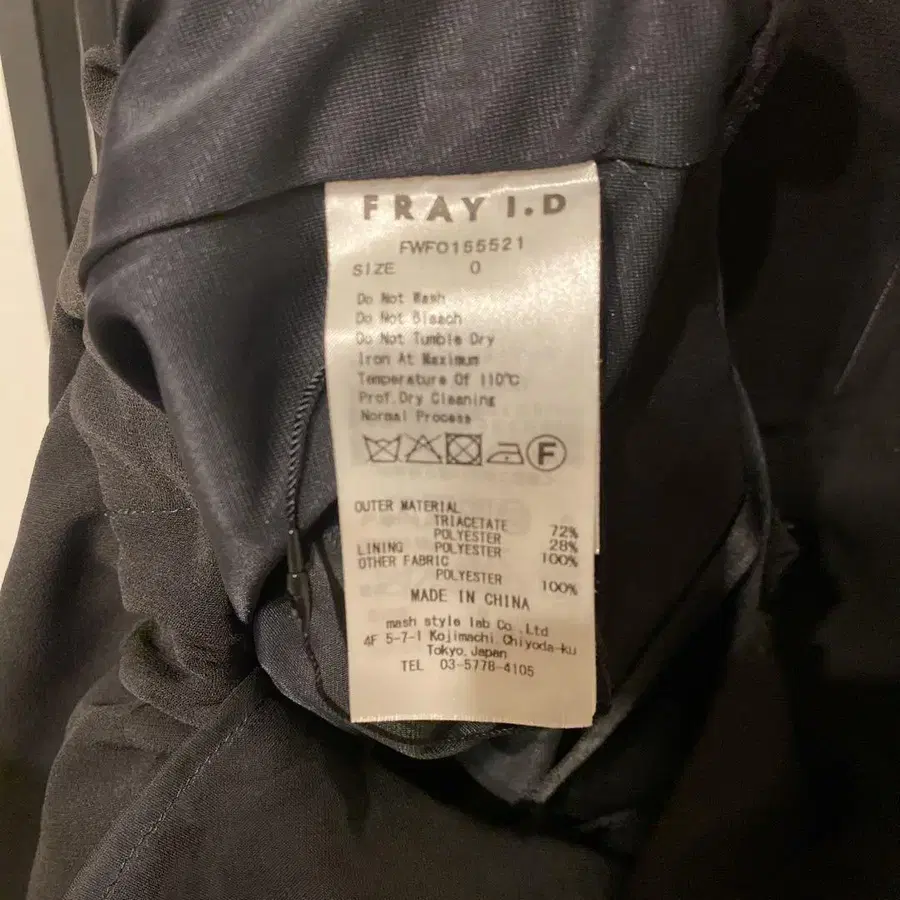 FRAY I.D
FWFO155521
SIZE 0
Do Not Wash
Do Not Bleach
Do Not Tumble Dry
Iron At Maximum
Temperature Of 110℃
Prof.Dry Cleaning
Normal Process
F
OUTER MATERIAL
TRIACETATE 72%
POLYESTER 28%
LINING POLYESTER 100%
OTHER FABRIC
POLYESTER 100%
MADE IN CHINA
mash style lab Co.,Ltd
4F 5-7-1 Kojimachi,Chiyoda-ku
Tokyo,Japan
TEL 03-5778-4105